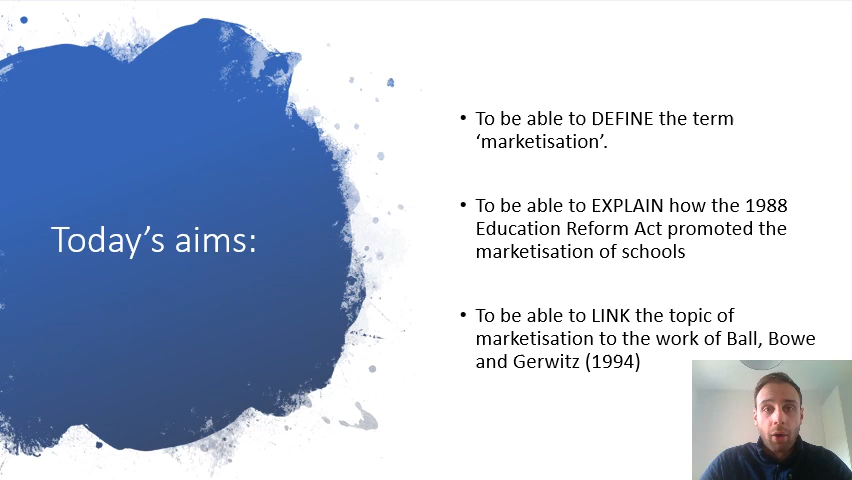 Today’s aims:
• To be able to DEFINE the term
‘marketisation’.
• To be able to EXPLAIN how the 1988
Education Reform Act promoted the
marketisation of schools
• To be able to LINK the topic of
marketisation to the work of Ball, Bowe
and Gerwitz (1994)